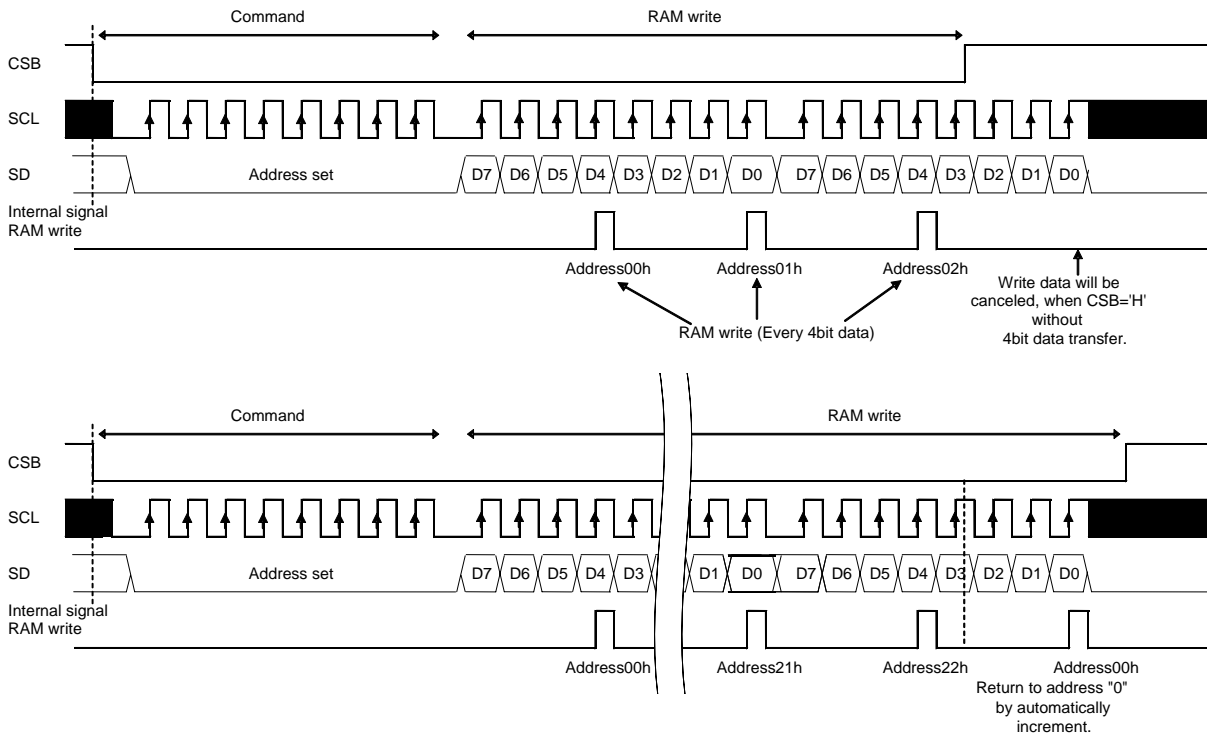 Command RAM write
CSB
SCL
SD Address set D7 D6 D5 D4 D3 D2 D1 D0 D7 D6 D5 D4 D3 D2 D1 D0
Internal signal
RAM write
Address00h Address01h Address02h
Write data will be
canceled, when CSB='H'
without
4bit data transfer.
RAM write (Every 4bit data)
Command RAM write
CSB
SCL
SD Address set D7 D6 D5 D4 D3 D1 D0 D7 D6 D5 D4 D3 D2 D1 D0
Internal signal
RAM write
Address00h Address21h Address22h Address00h
Return to address "0"
by automatically
increment.